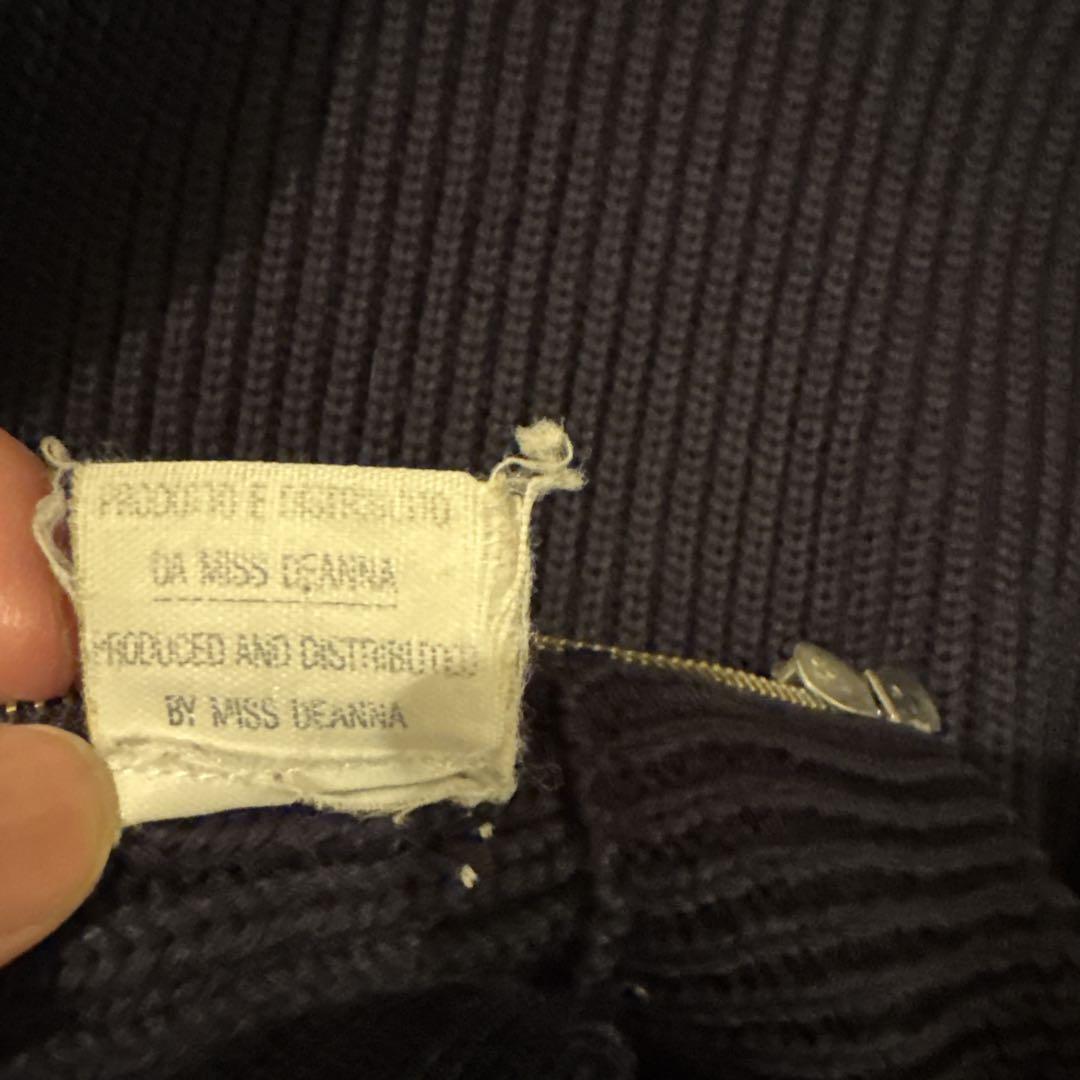 PRODOTTO E DISTRIBUITO
DA MISS DEANNA
PRODUCED AND DISTRIBUTED
BY MISS DEANNA